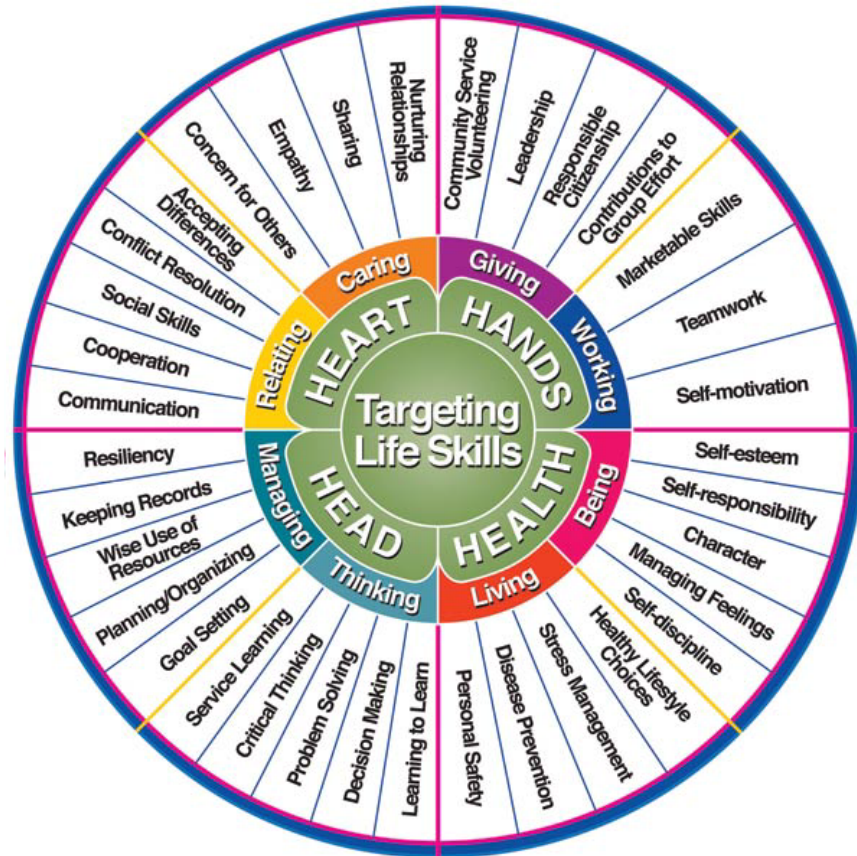 Targeting
Life Skills
HEART
HANDS
HEALTH
HEAD
Caring
Giving
Working
Being
Living
Thinking
Managing
Relating
Nurturing
Relationships
Sharing
Empathy
Concern for Others
Community Service
Volunteering
Leadership
Responsible
Citizenship
Contributions to
Group Effort
Marketable Skills
Teamwork
Self-motivation
Self-esteem
Self-responsibility
Character
Managing Feelings
Self-discipline
Healthy Lifestyle
Choices
Stress Management
Disease Prevention
Personal Safety
Learning to Learn
Decision Making
Problem Solving
Critical Thinking
Service Learning
Goal Setting
Planning/Organizing
Wise Use of
Resources
Keeping Records
Resiliency
Communication
Cooperation
Social Skills
Conflict Resolution
Accepting
Differences